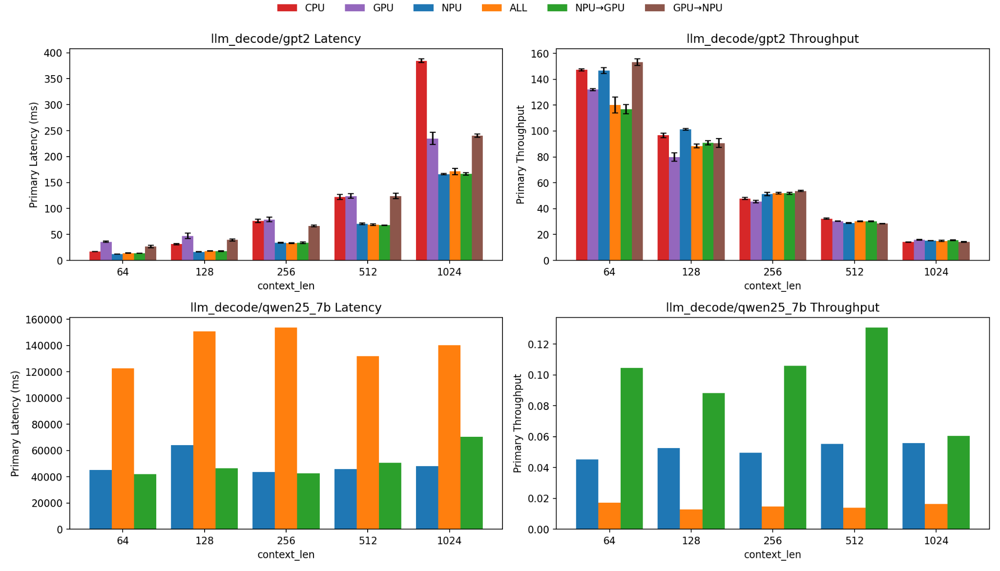 CPU GPU NPU ALL NPU→GPU GPU→NPU
llm_decode/gpt2 Latency
Primary Latency (ms)
400
350
300
250
200
150
100
50
0
64 128 256 512 1024
context_len
llm_decode/gpt2 Throughput
Primary Throughput
160
140
120
100
80
60
40
20
0
64 128 256 512 1024
context_len
llm_decode/qwen25_7b Latency
Primary Latency (ms)
160000
140000
120000
100000
80000
60000
40000
20000
0
64 128 256 512 1024
context_len
llm_decode/qwen25_7b Throughput
Primary Throughput
0.12
0.10
0.08
0.06
0.04
0.02
0.00
64 128 256 512 1024
context_len